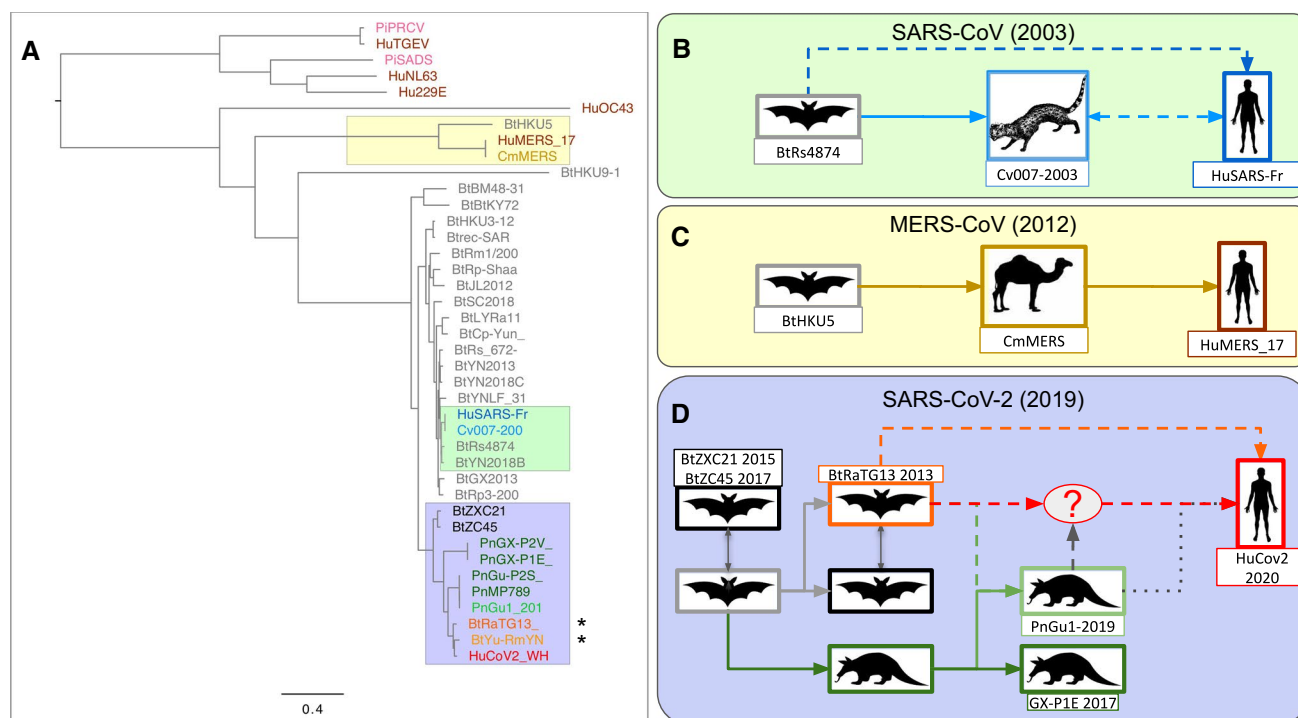 A
PiPRCV
HuTGEV
PiSADS
HuNL63
Hu229E
HuOC43
BtHKU5
HuMERS_17
CmMERS
BtHKU9-1
BtBM48-31
BtBtKY72
BtHKU3-12
Btrec-SAR
BtRm1/200
BtRp-Shaa
BtJL2012
BtSC2018
BtLYRa11
BtCp-Yun_
BtRs_672-
BtYN2013
BtYN2018C
BtYNLF_31
HuSARS-Fr
Cv007-200
BtRs4874
BtYN2018B
BtGX2013
BtRp3-200
BtZXC21
BtZC45
PnGX-P2V_
PnGX-P1E_
PnGu-P2S_
PnMP789
PnGu1_201
BtRaTG13_ *
BtYu-RmYN *
HuCoV2_WH
0.4
B
SARS-CoV (2003)
BtRs4874
Cv007-2003
HuSARS-Fr
C
MERS-CoV (2012)
BtHKU5
CmMERS
HuMERS_17
D
SARS-CoV-2 (2019)
BtZXC21 2015
BtZC45 2017
BtRaTG13 2013
?
HuCov2
2020
PnGu1-2019
GX-P1E 2017